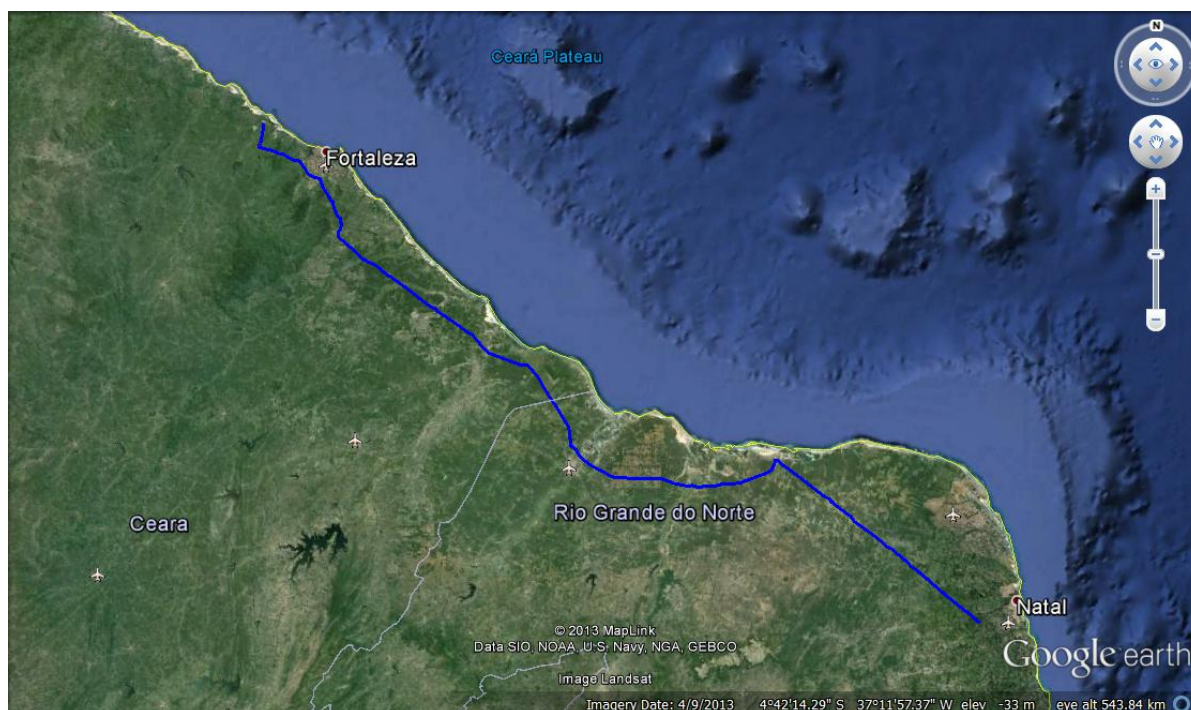 N
Ceará Plateau
Fortaleza
Ceara
Rio Grande do Norte
Natal
© 2013 MapLink
Data SIO, NOAA, U.S. Navy, NGA, GEBCO
Image Landsat
Google earth
Imagery Date: 4/9/2013 4°42'14.29" S 37°11'57.37" W elev -33 m eye alt 543.84 km